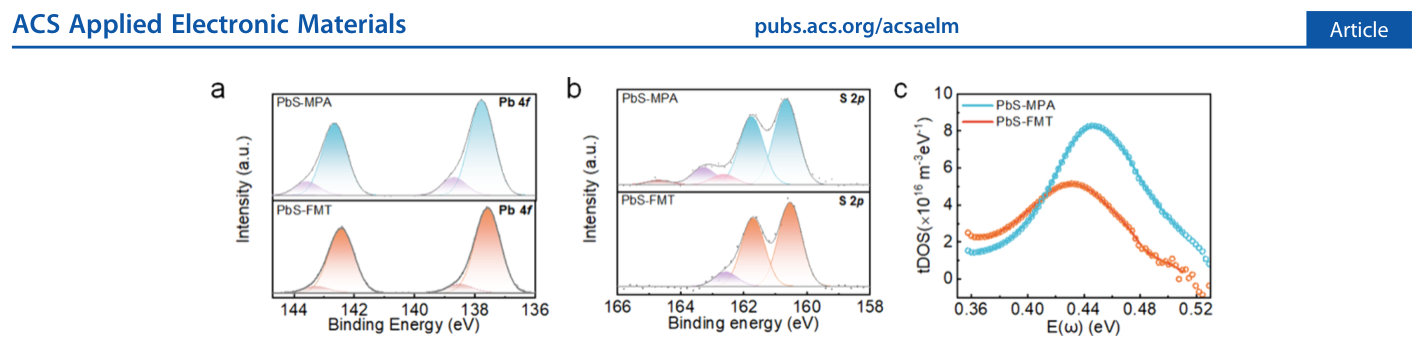 ACS Applied Electronic Materials
pubs.acs.org/acsaelm
Article
a
PbS-MPA
Pb 4f
PbS-FMT
Pb 4f
Intensity (a.u.)
144 142 140 138 136
Binding Energy (eV)
b
PbS-MPA
S 2p
PbS-FMT
S 2p
Intensity (a.u.)
166 164 162 160 158
Binding energy (eV)
c
PbS-MPA
PbS-FMT
tDOS(×10¹⁶ m⁻³eV⁻¹)
10
8
6
4
2
0
0.36 0.40 0.44 0.48 0.52
E(ω) (eV)